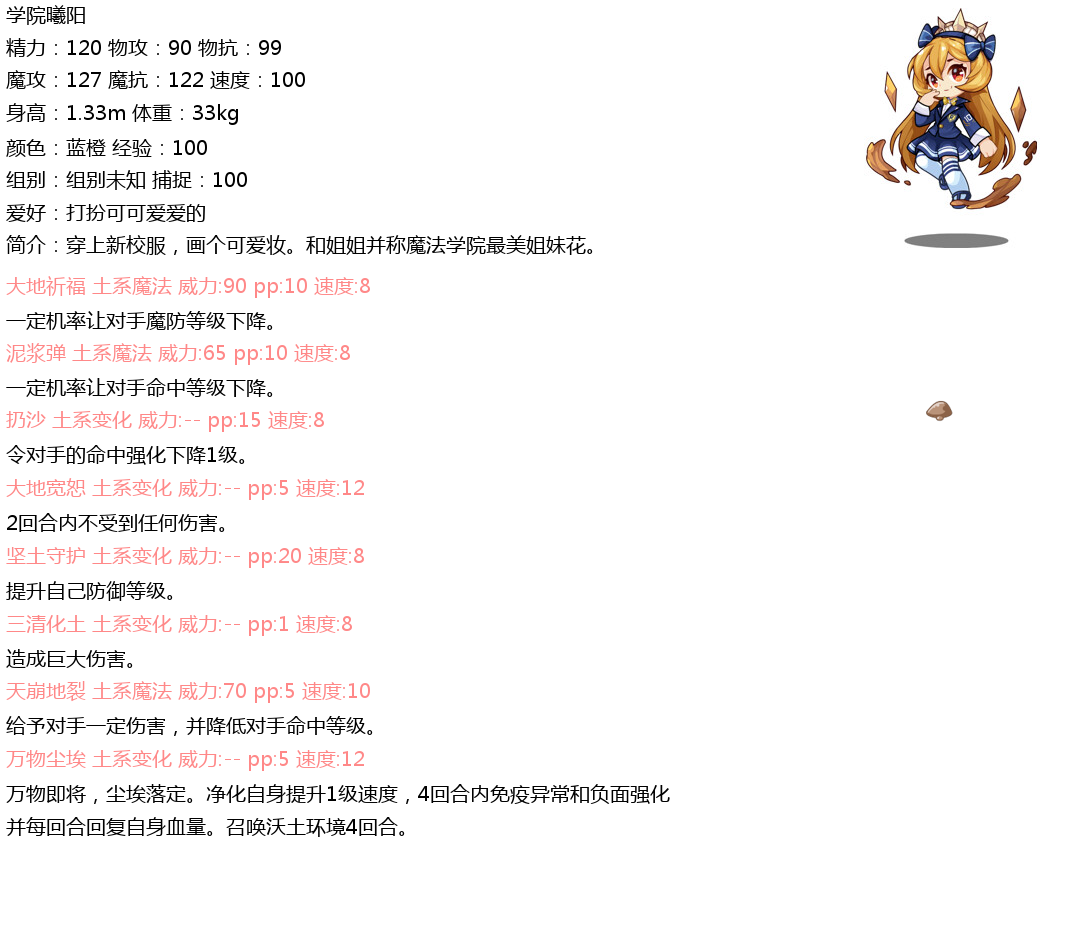 学院曦阳
精力：120 物攻：90 物抗：99
魔攻：127 魔抗：122 速度：100
身高：1.33m 体重：33kg
颜色：蓝橙 经验：100
组别：组别未知 捕捉：100
爱好：打扮可可爱爱的
简介：穿上新校服，画个可爱妆。和姐姐并称魔法学院最美姐妹花。
大地祈福 土系魔法 威力:90 pp:10 速度:8
一定机率让对手魔防等级下降。
泥浆弹 土系魔法 威力:65 pp:10 速度:8
一定机率让对手命中等级下降。
扔沙 土系变化 威力:-- pp:15 速度:8
令对手的命中强化下降1级。
大地宽恕 土系变化 威力:-- pp:5 速度:12
2回合内不受到任何伤害。
坚土守护 土系变化 威力:-- pp:20 速度:8
提升自己防御等级。
三清化土 土系变化 威力:-- pp:1 速度:8
造成巨大伤害。
天崩地裂 土系魔法 威力:70 pp:5 速度:10
给予对手一定伤害，并降低对手命中等级。
万物尘埃 土系变化 威力:-- pp:5 速度:12
万物即将，尘埃落定。净化自身提升1级速度，4回合内免疫异常和负面强化
并每回合回复自身血量。召唤沃土环境4回合。